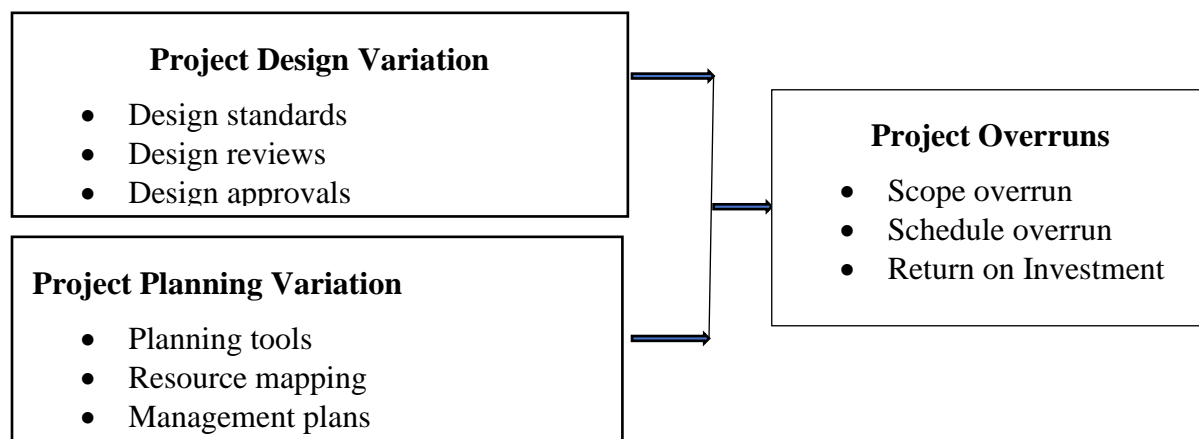 Project Design Variation
• Design standards
• Design reviews
• Design approvals
Project Planning Variation
• Planning tools
• Resource mapping
• Management plans
Project Overruns
• Scope overrun
• Schedule overrun
• Return on Investment